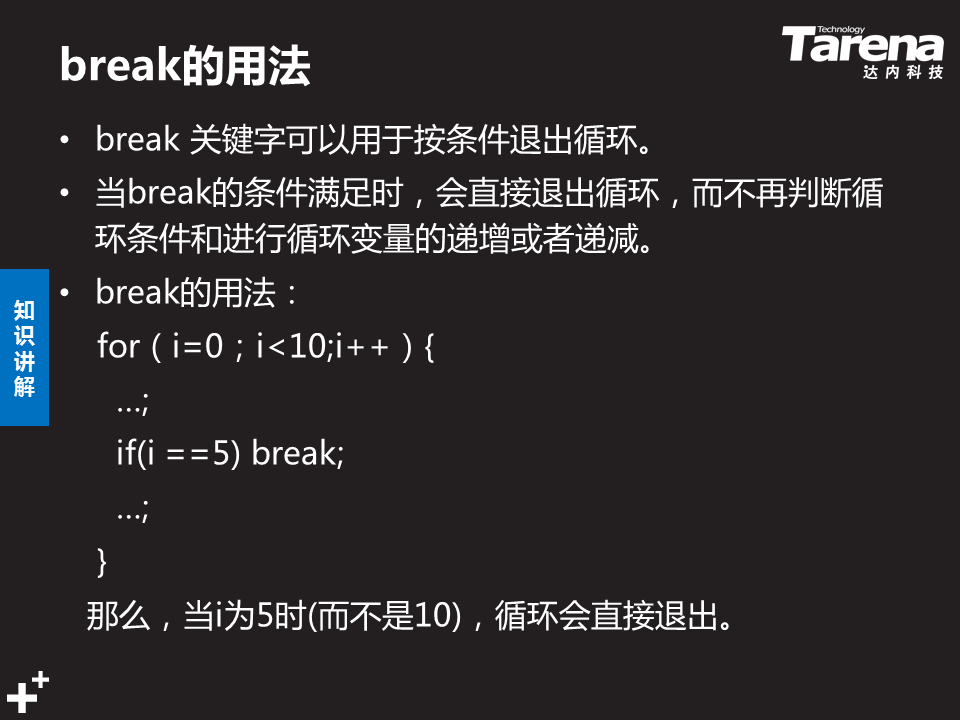 break的用法
Technology
Tarena
达内科技
• break 关键字可以用于按条件退出循环。
• 当break的条件满足时，会直接退出循环，而不再判断循
环条件和进行循环变量的递增或者递减。
• break的用法：
for（i=0；i<10;i++）{
…;
if(i ==5) break;
…;
}
那么，当i为5时(而不是10)，循环会直接退出。
知
识
讲
解